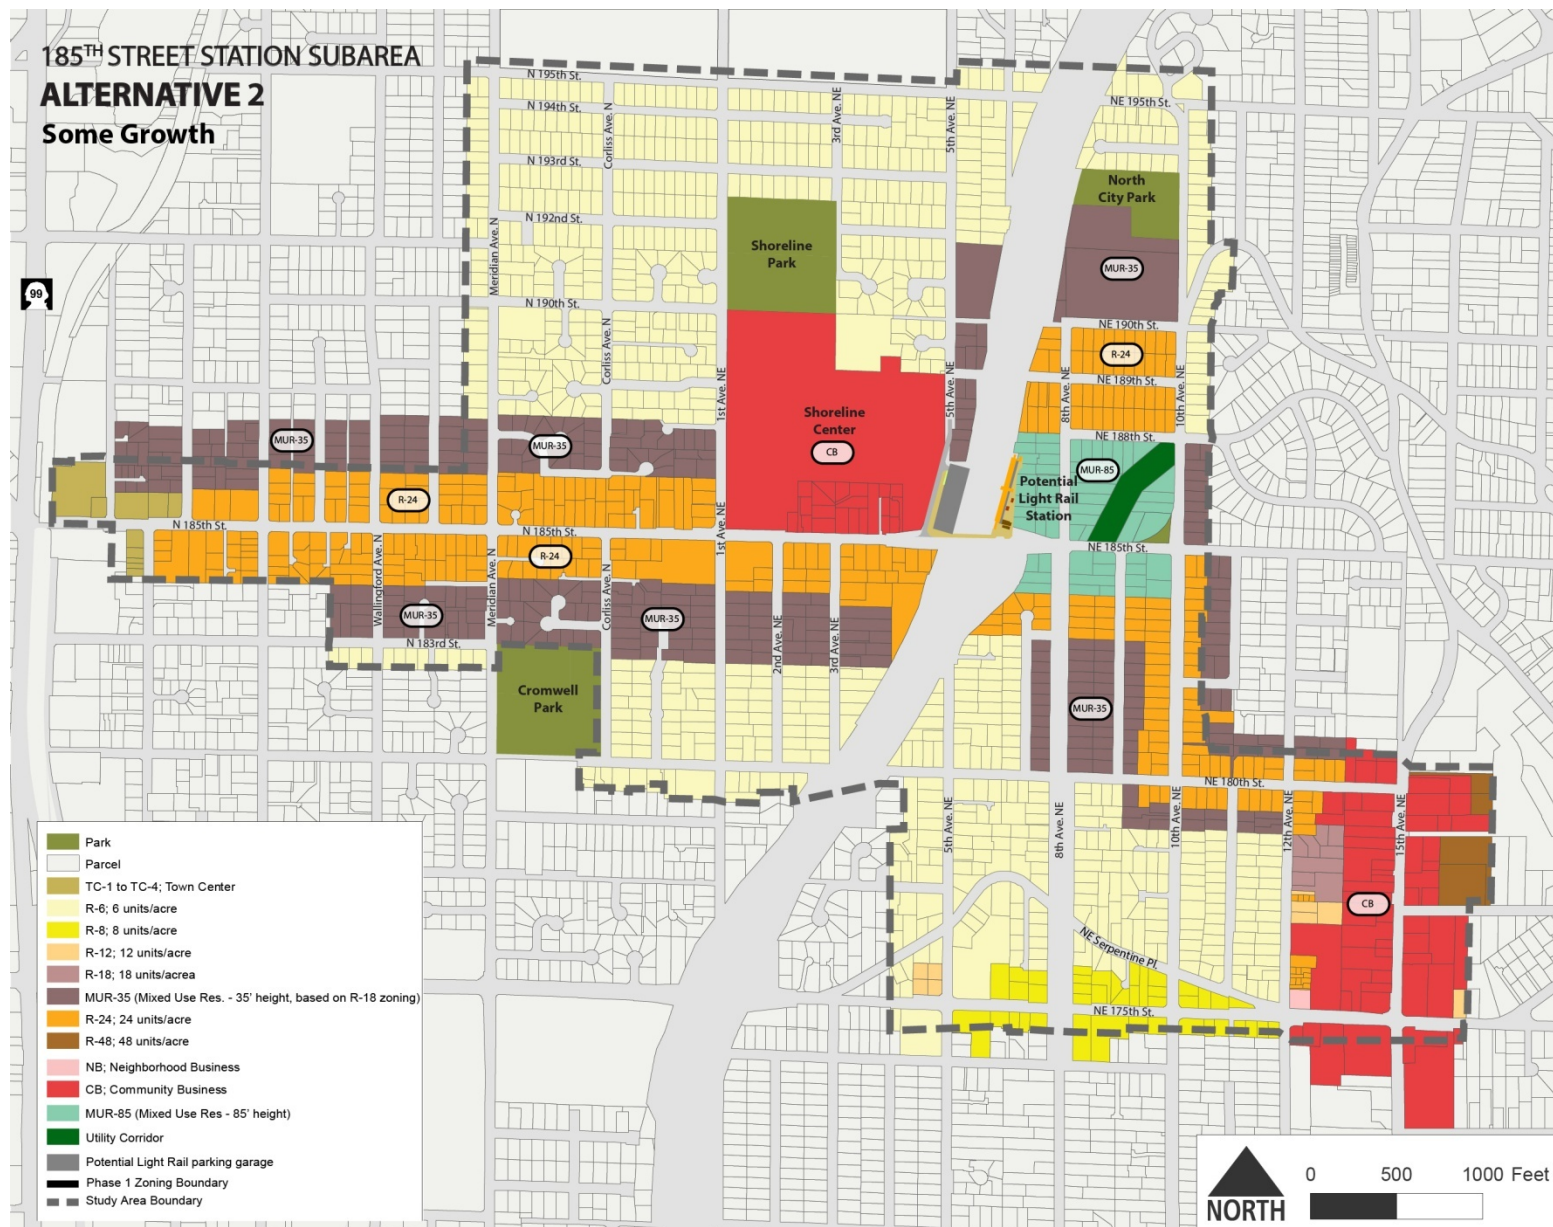 185TH STREET STATION SUBAREA
ALTERNATIVE 2
Some Growth
N 195th St.
NE 195th St.
N 194th St.
Corliss Ave. N
3rd Ave. NE
5th Ave. NE
N 193rd St.
North
City Park
N 192nd St.
Meridian Ave. N
Shoreline
Park
MUR-35
99
N 190th St.
NE 190th St.
Corliss Ave. N
R-24
1st Ave. NE
5th Ave. NE
NE 189th St.
8th Ave. NE
10th Ave. NE
Shoreline
Center
CB
NE 188th St.
MUR-35
MUR-35
MUR-85
Potential
Light Rail
Station
R-24
N 185th St.
N 185th St.
1st Ave. NE
NE 185th St.
R-24
Wallingford Ave. N
Meridian Ave. N
Corliss Ave. N
MUR-35
MUR-35
N 183rd St.
2nd Ave. NE
3rd Ave. NE
Cromwell
Park
MUR-35
NE 180th St.
5th Ave. NE
8th Ave. NE
10th Ave. NE
12th Ave. NE
15th Ave. NE
CB
NE Serpentine Pl.
NE 175th St.
Park
Parcel
TC-1 to TC-4; Town Center
R-6; 6 units/acre
R-8; 8 units/acre
R-12; 12 units/acre
R-18; 18 units/acrea
MUR-35 (Mixed Use Res. - 35' height, based on R-18 zoning)
R-24; 24 units/acre
R-48; 48 units/acre
NB; Neighborhood Business
CB; Community Business
MUR-85 (Mixed Use Res - 85' height)
Utility Corridor
Potential Light Rail parking garage
Phase 1 Zoning Boundary
Study Area Boundary
NORTH
0 500 1000 Feet